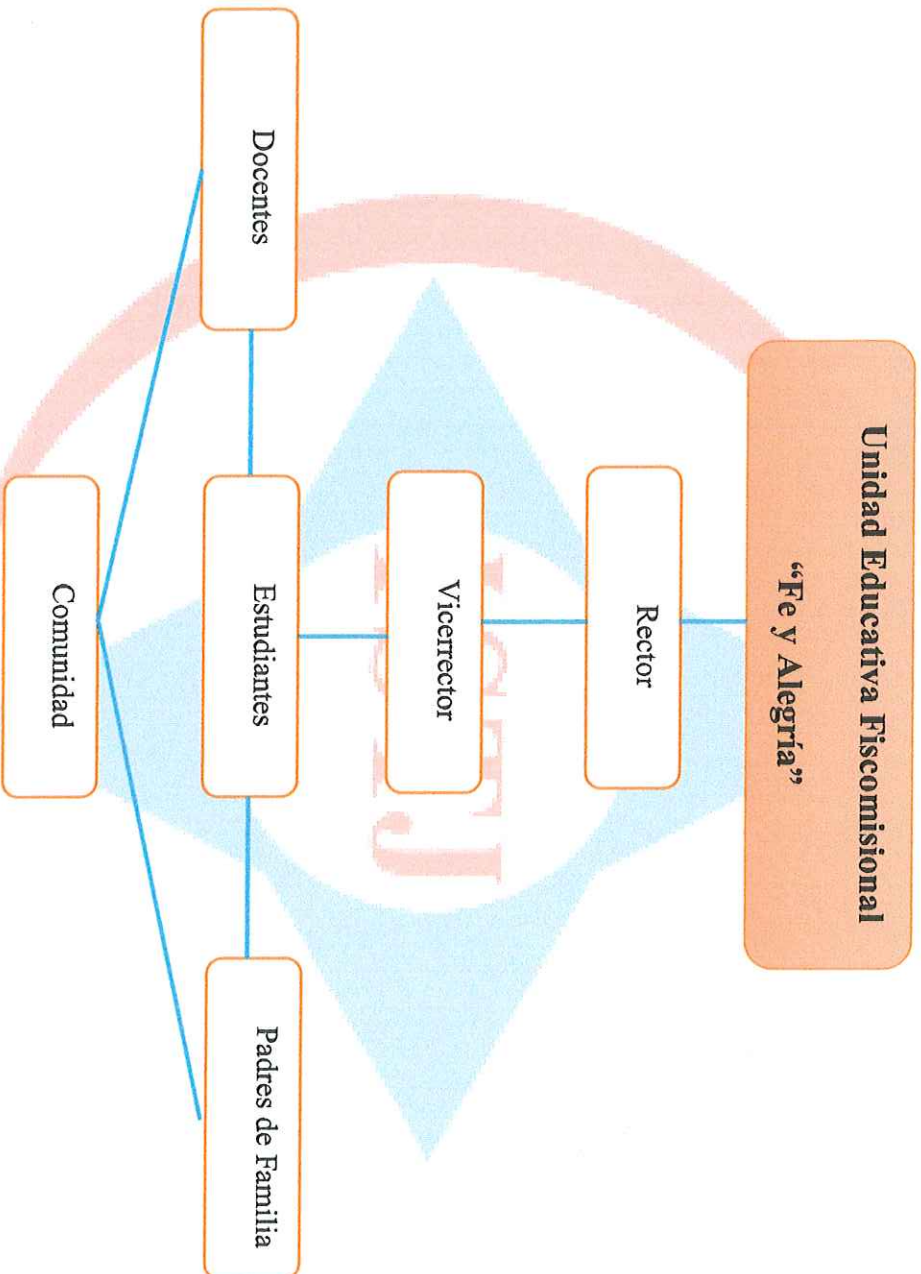 Unidad Educativa Fiscomisional
“Fe y Alegría”
Rector
Vicerrector
Docentes
Estudiantes
Padres de Familia
Comunidad